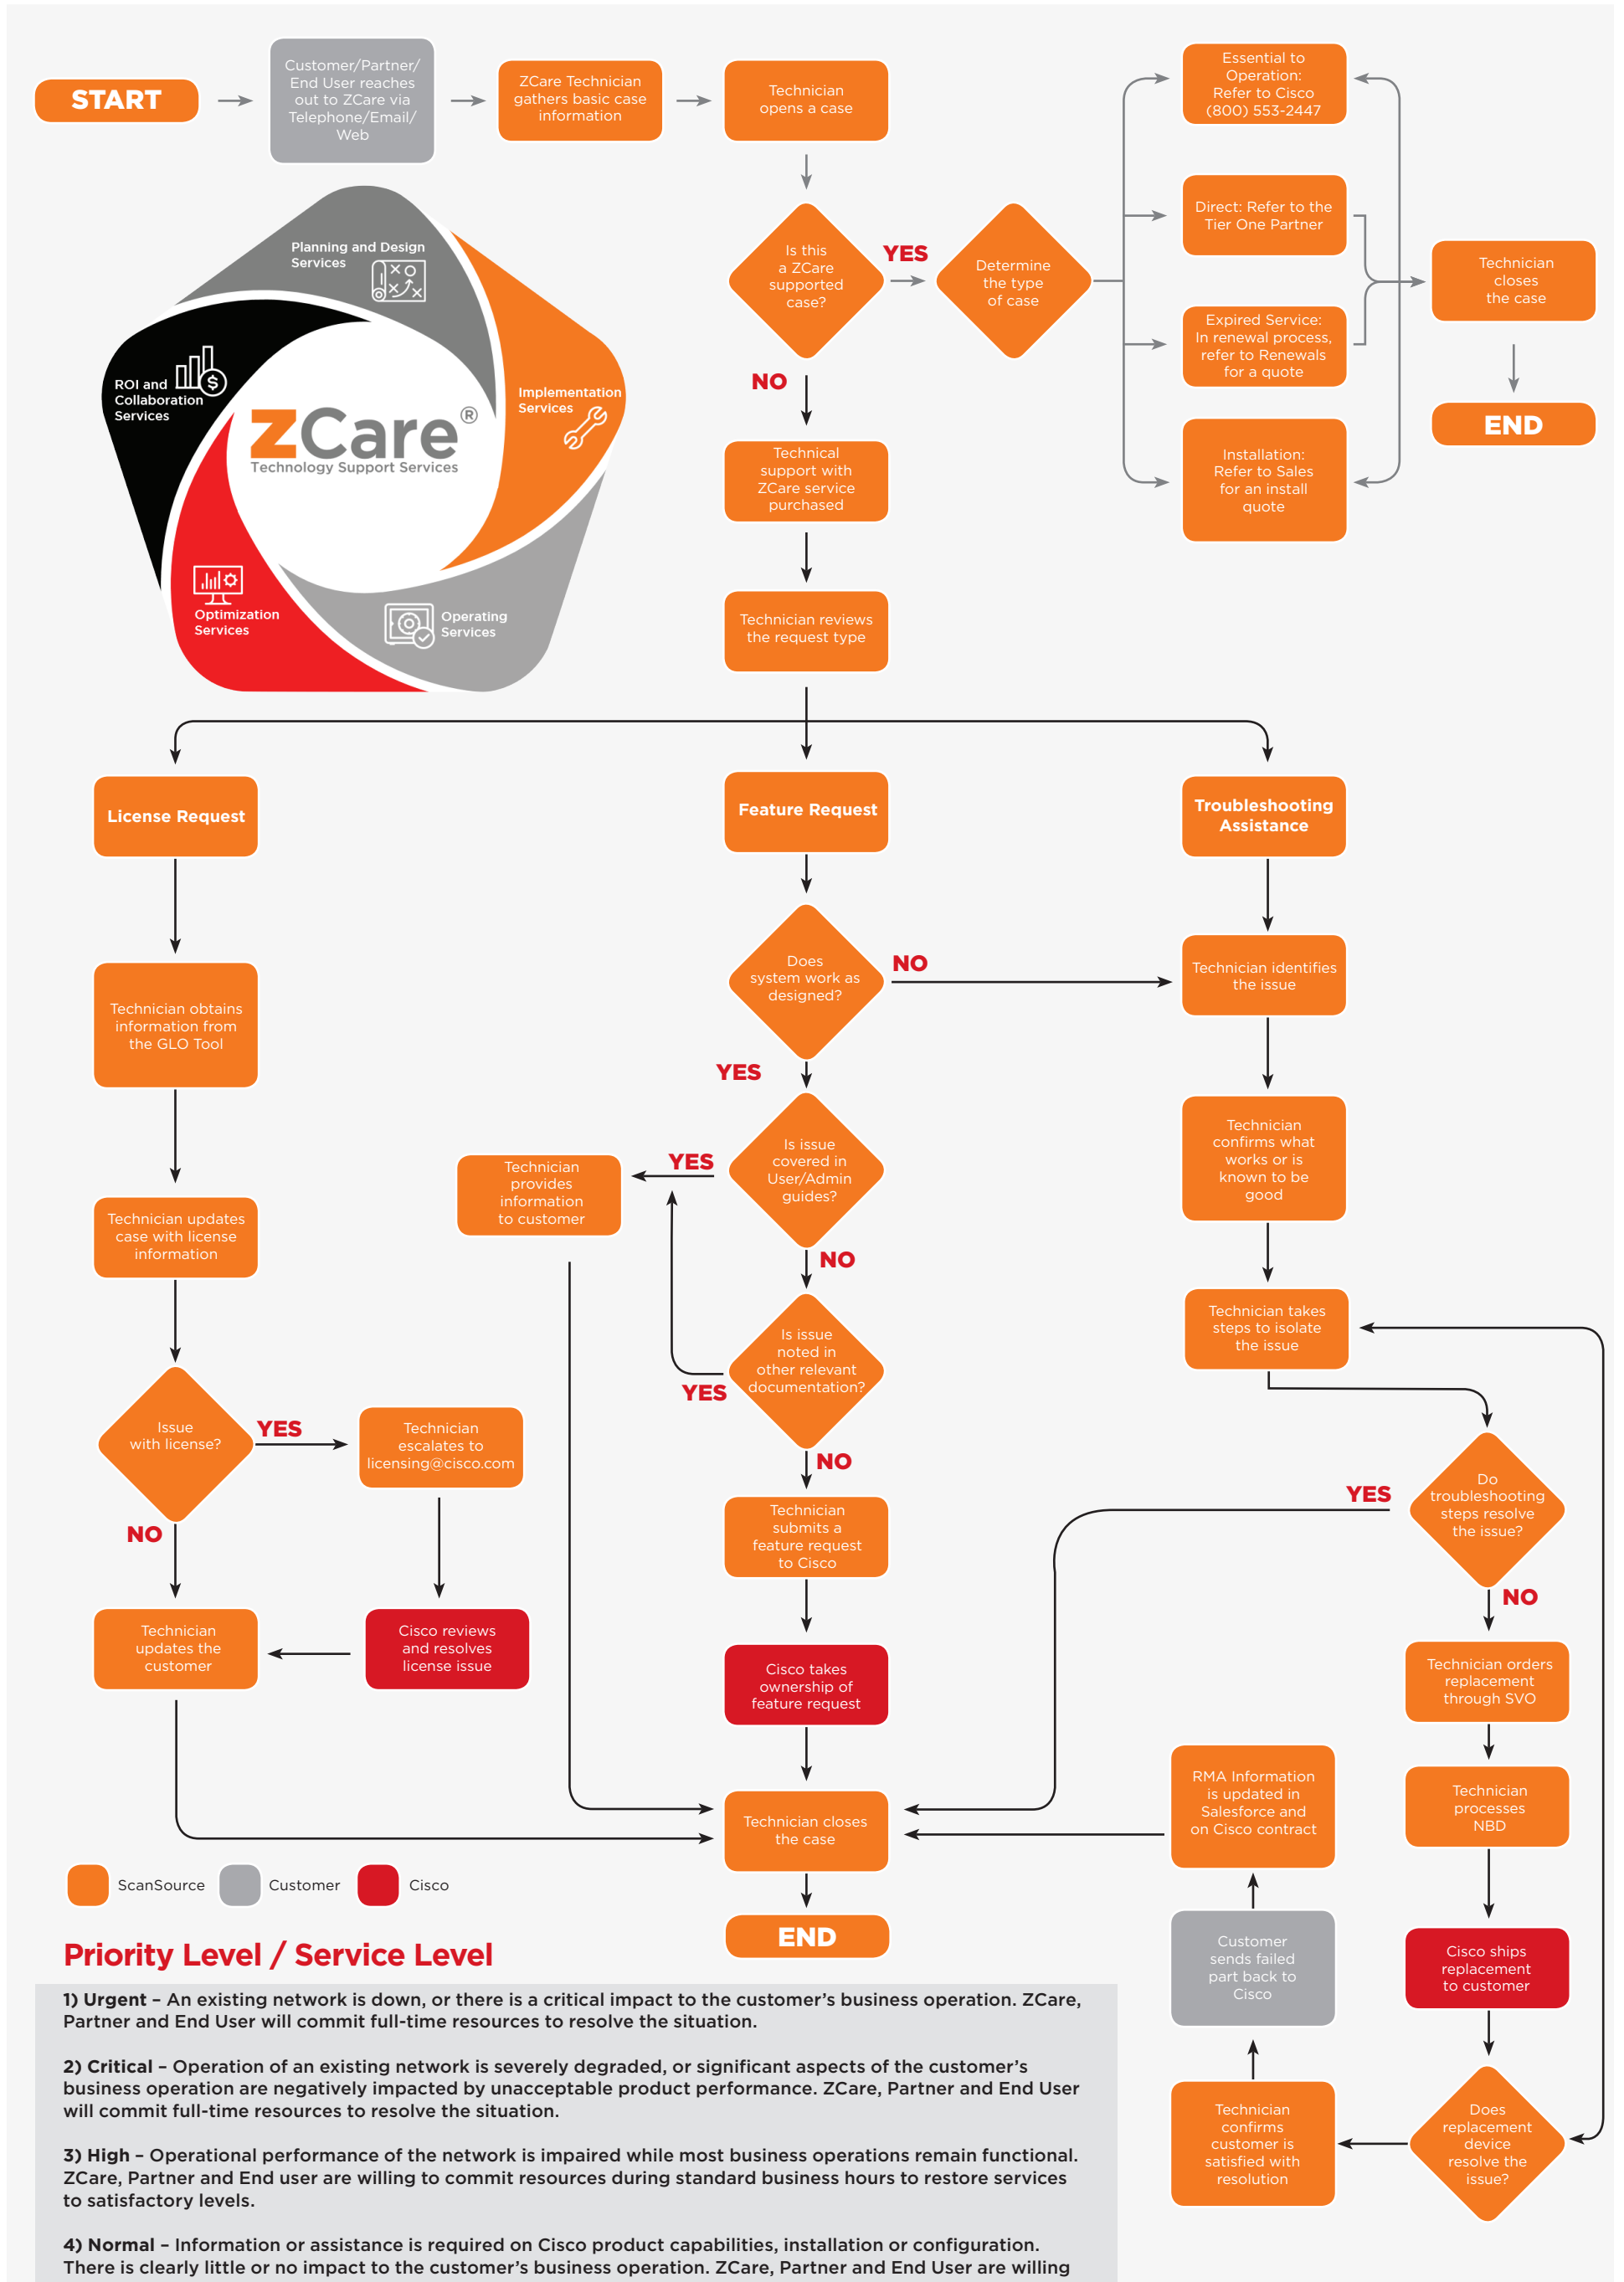 START
Customer/Partner/
End User reaches
out to ZCare via
Telephone/Email/
Web
ZCare Technician
gathers basic case
information
Technician
opens a case
Essential to
Operation:
Refer to Cisco
(800) 553-2447
Direct: Refer to the
Tier One Partner
Is this
a ZCare
supported
case?
YES
Determine
the type
of case
Technician
closes
the case
Expired Service:
In renewal process,
refer to Renewals
for a quote
END
Installation:
Refer to Sales
for an install
quote
Planning and Design
Services
ROI and
Collaboration
Services
$
Implementation
Services
ZCare®
Technology Support Services
Optimization
Services
Operating
Services
NO
Technical
support with
ZCare service
purchased
Technician reviews
the request type
License Request
Feature Request
Troubleshooting
Assistance
Technician obtains
information from
the GLO Tool
Does
system work as
designed?
NO
Technician identifies
the issue
YES
Technician updates
case with license
information
Technician
provides
information
to customer
YES
Is issue
covered in
User/Admin
guides?
Technician
confirms what
works or is
known to be
good
NO
Is issue
noted in
other relevant
documentation?
YES
Technician takes
steps to isolate
the issue
Issue
with license?
YES
Technician
escalates to
licensing@cisco.com
NO
NO
Technician
submits a
feature request
to Cisco
YES
Do
troubleshooting
steps resolve
the issue?
NO
Technician
updates the
customer
Cisco reviews
and resolves
license issue
Cisco takes
ownership of
feature request
Technician orders
replacement
through SVO
Technician closes
the case
RMA Information
is updated in
Salesforce and
on Cisco contract
Technician
processes
NBD
ScanSource
Customer
Cisco
END
Customer
sends failed
part back to
Cisco
Cisco ships
replacement
to customer
Technician
confirms
customer is
satisfied with
resolution
Does
replacement
device
resolve the
issue?
Priority Level / Service Level
1) Urgent – An existing network is down, or there is a critical impact to the customer’s business operation. ZCare,
Partner and End User will commit full-time resources to resolve the situation.
2) Critical – Operation of an existing network is severely degraded, or significant aspects of the customer’s
business operation are negatively impacted by unacceptable product performance. ZCare, Partner and End User
will commit full-time resources to resolve the situation.
3) High – Operational performance of the network is impaired while most business operations remain functional.
ZCare, Partner and End user are willing to commit resources during standard business hours to restore services
to satisfactory levels.
4) Normal – Information or assistance is required on Cisco product capabilities, installation or configuration.
There is clearly little or no impact to the customer’s business operation. ZCare, Partner and End User are willing